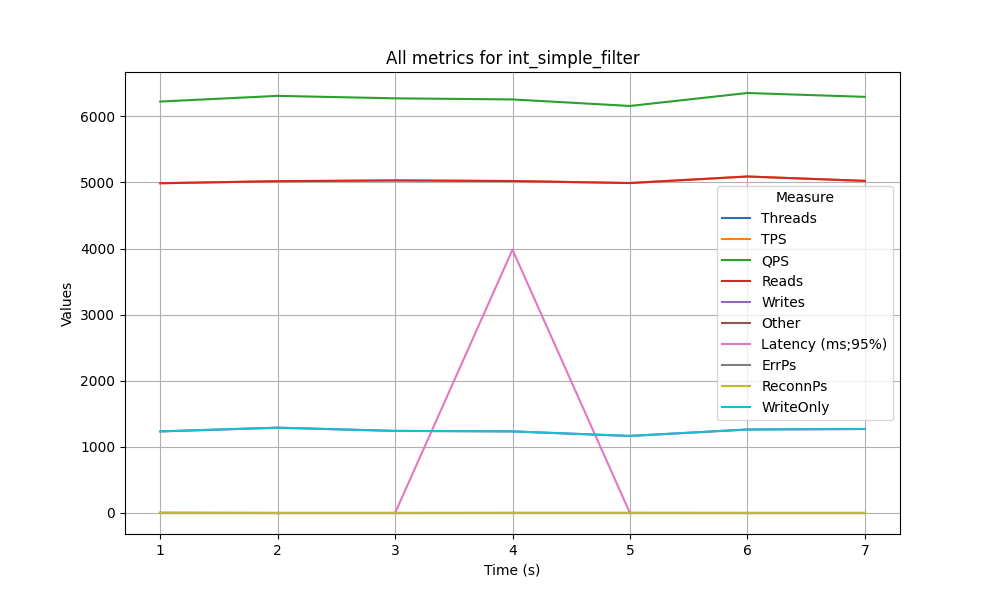 All metrics for int_simple_filter
Values
6000
5000
4000
3000
2000
1000
0
Measure
Threads
TPS
QPS
Reads
Writes
Other
Latency (ms;95%)
ErrPs
ReconnPs
WriteOnly
1 2 3 4 5 6 7
Time (s)